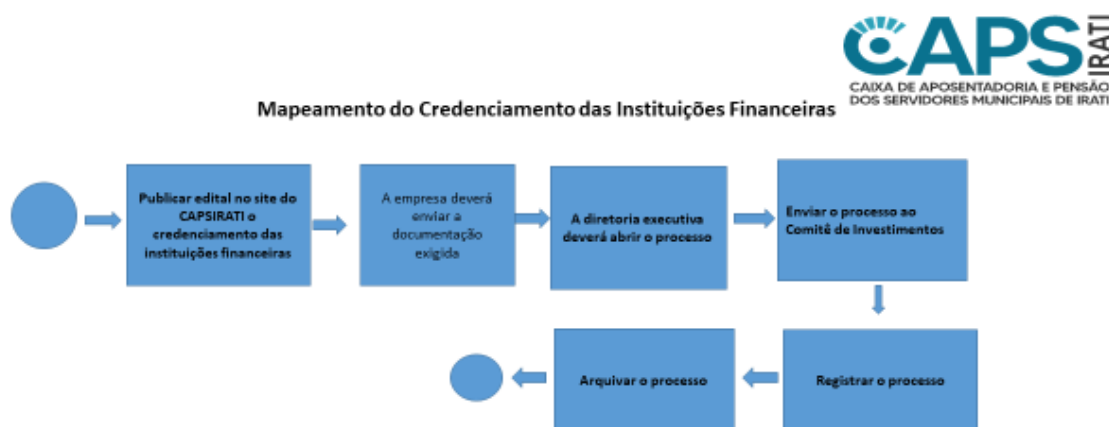 CAPS IRATI
CAIXA DE APOSENTADORIA E PENSÃO
DOS SERVIDORES MUNICIPAIS DE IRATI
Mapeamento do Credenciamento das Instituições Financeiras
Publicar edital no site do
CAPSIRATI o
credenciamento das
instituições financeiras
A empresa deverá
enviar a
documentação
exigida
A diretoria executiva
deverá abrir o processo
Enviar o processo ao
Comitê de Investimentos
Registrar o processo
Arquivar o processo